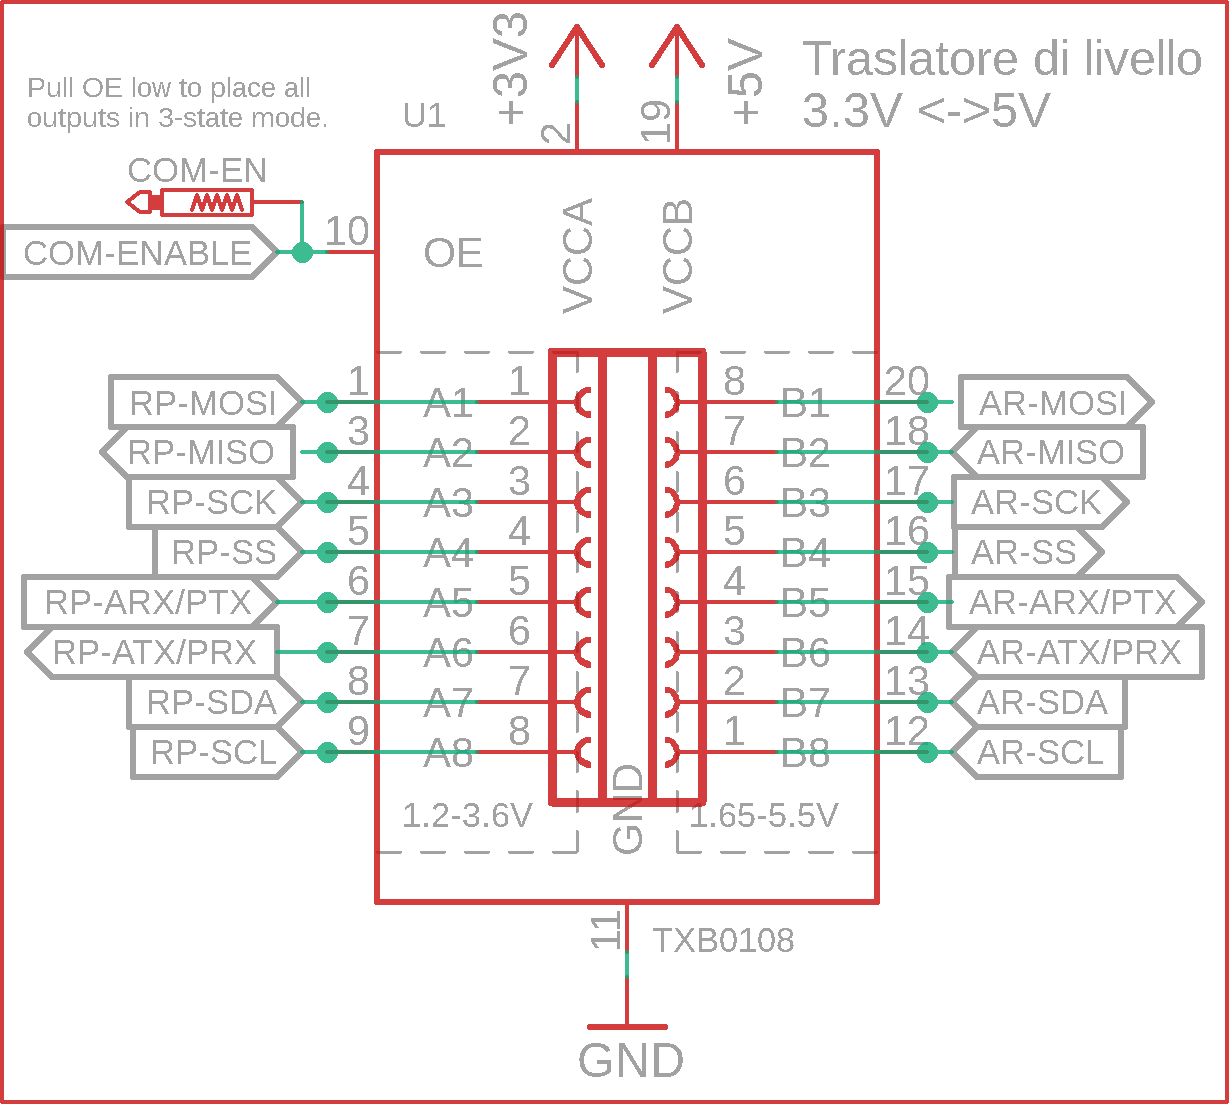 +3V3
+5V
Traslatore di livello
3.3V <->5V
Pull OE low to place all
outputs in 3-state mode.
U1
2
19
COM-EN
COM-ENABLE
10
OE
VCCA
VCCB
RP-MOSI 1 A1 1 8 B1 20 AR-MOSI
RP-MISO 3 A2 2 7 B2 18 AR-MISO
RP-SCK 4 A3 3 6 B3 17 AR-SCK
RP-SS 5 A4 4 5 B4 16 AR-SS
RP-ARX/PTX 6 A5 5 4 B5 15 AR-ARX/PTX
RP-ATX/PRX 7 A6 6 3 B6 14 AR-ATX/PRX
RP-SDA 8 A7 7 2 B7 13 AR-SDA
RP-SCL 9 A8 8 1 B8 12 AR-SCL
1.2-3.6V
GND
1.65-5.5V
11
TXB0108
GND